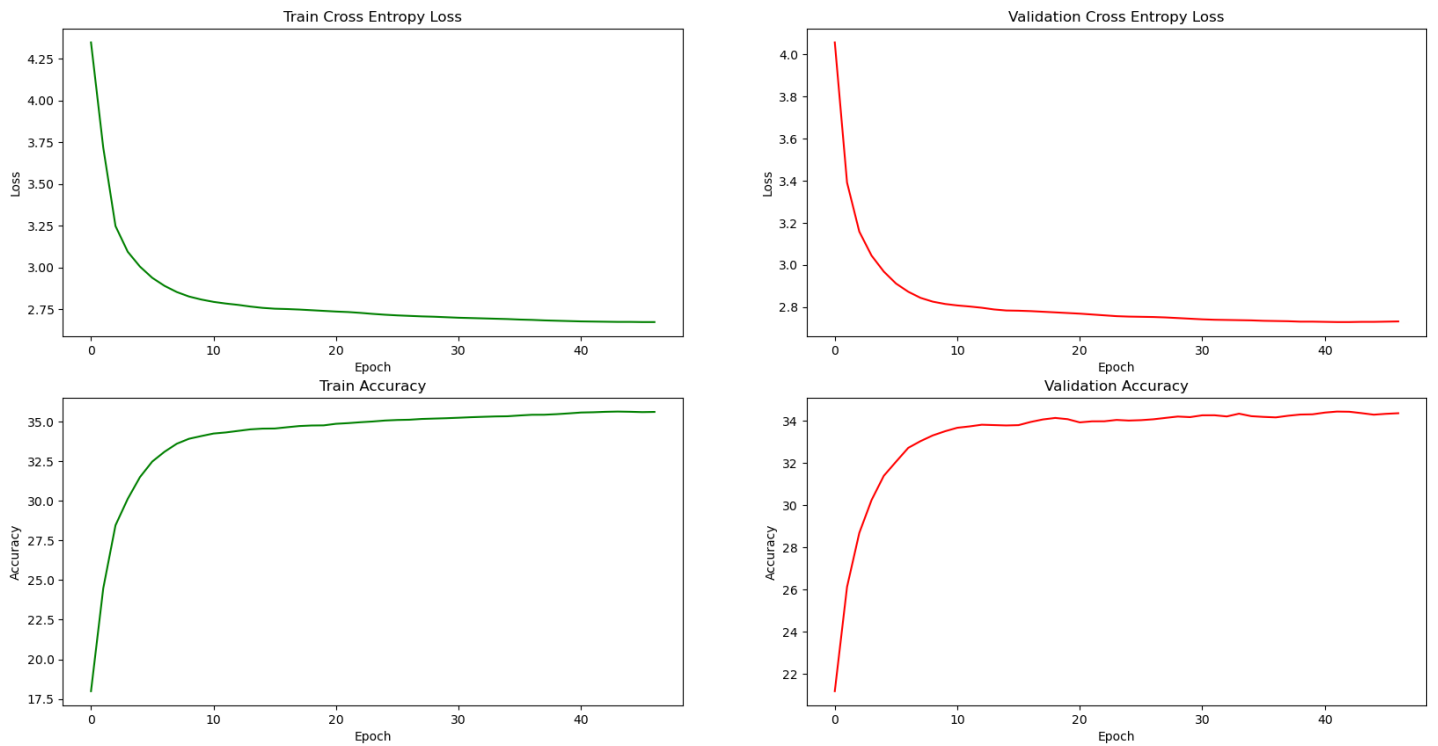 Train Cross Entropy Loss
4.25
4.00
3.75
3.50
3.25
3.00
2.75
Loss
0 10 20 30 40
Epoch
Validation Cross Entropy Loss
4.0
3.8
3.6
3.4
3.2
3.0
2.8
Loss
0 10 20 30 40
Epoch
Train Accuracy
35.0
32.5
30.0
27.5
25.0
22.5
20.0
17.5
Accuracy
0 10 20 30 40
Epoch
Validation Accuracy
34
32
30
28
26
24
22
Accuracy
0 10 20 30 40
Epoch